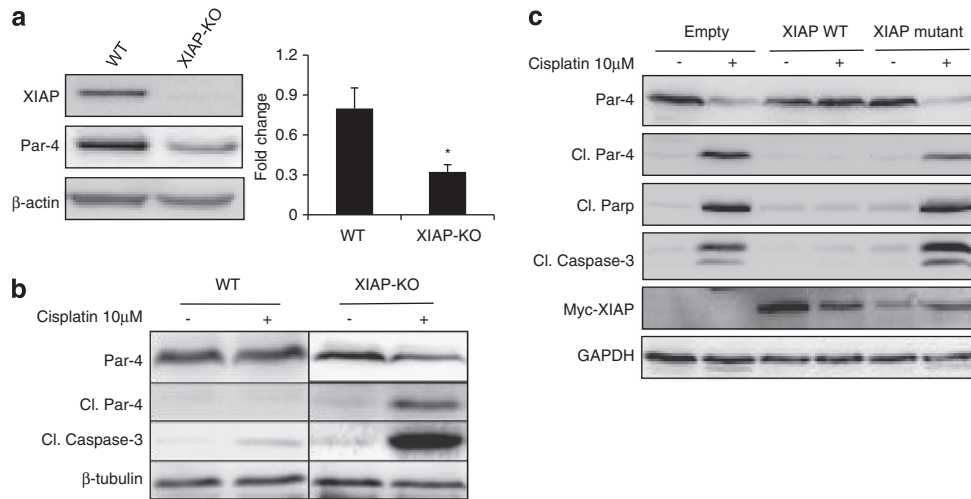 a
WT
XIAP-KO
XIAP
Par-4
β-actin
Fold change
1.2
0.9
0.6
0.3
0
*
WT
XIAP-KO
b
WT
XIAP-KO
Cisplatin 10μM
-
+
-
+
Par-4
Cl. Par-4
Cl. Caspase-3
β-tubulin
c
Empty
XIAP WT
XIAP mutant
Cisplatin 10μM
-
+
-
+
-
+
Par-4
Cl. Par-4
Cl. Parp
Cl. Caspase-3
Myc-XIAP
GAPDH